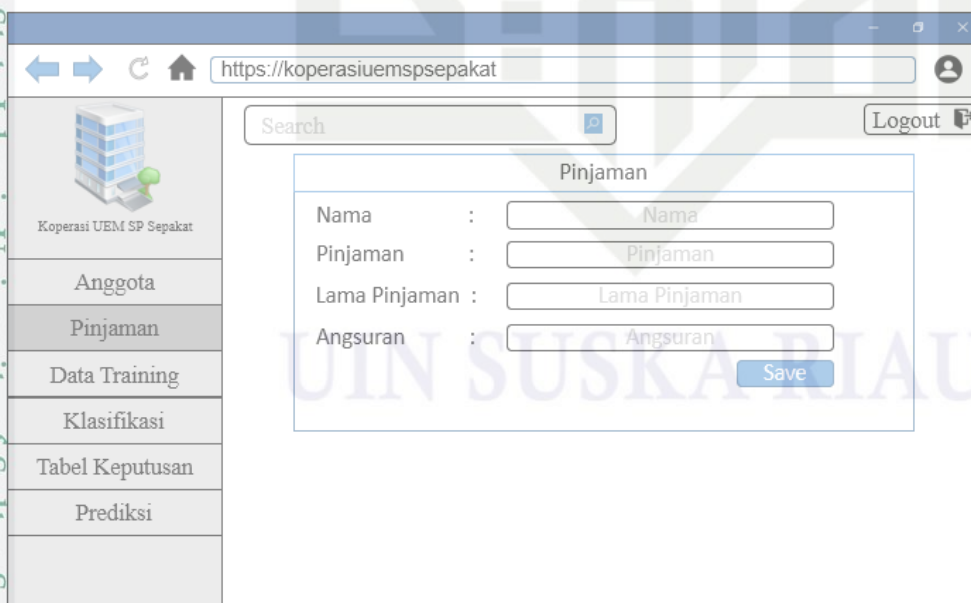 https://koperasiuemspsepakat
Search
Logout
Koperasi UEM SP Sepakat
Anggota
Pinjaman
Data Training
Klasifikasi
Tabel Keputusan
Prediksi
Pinjaman
Nama : Nama
Pinjaman : Pinjaman
Lama Pinjaman : Lama Pinjaman
Angsuran : Angsuran
Save
UIN SUSKA RIAU